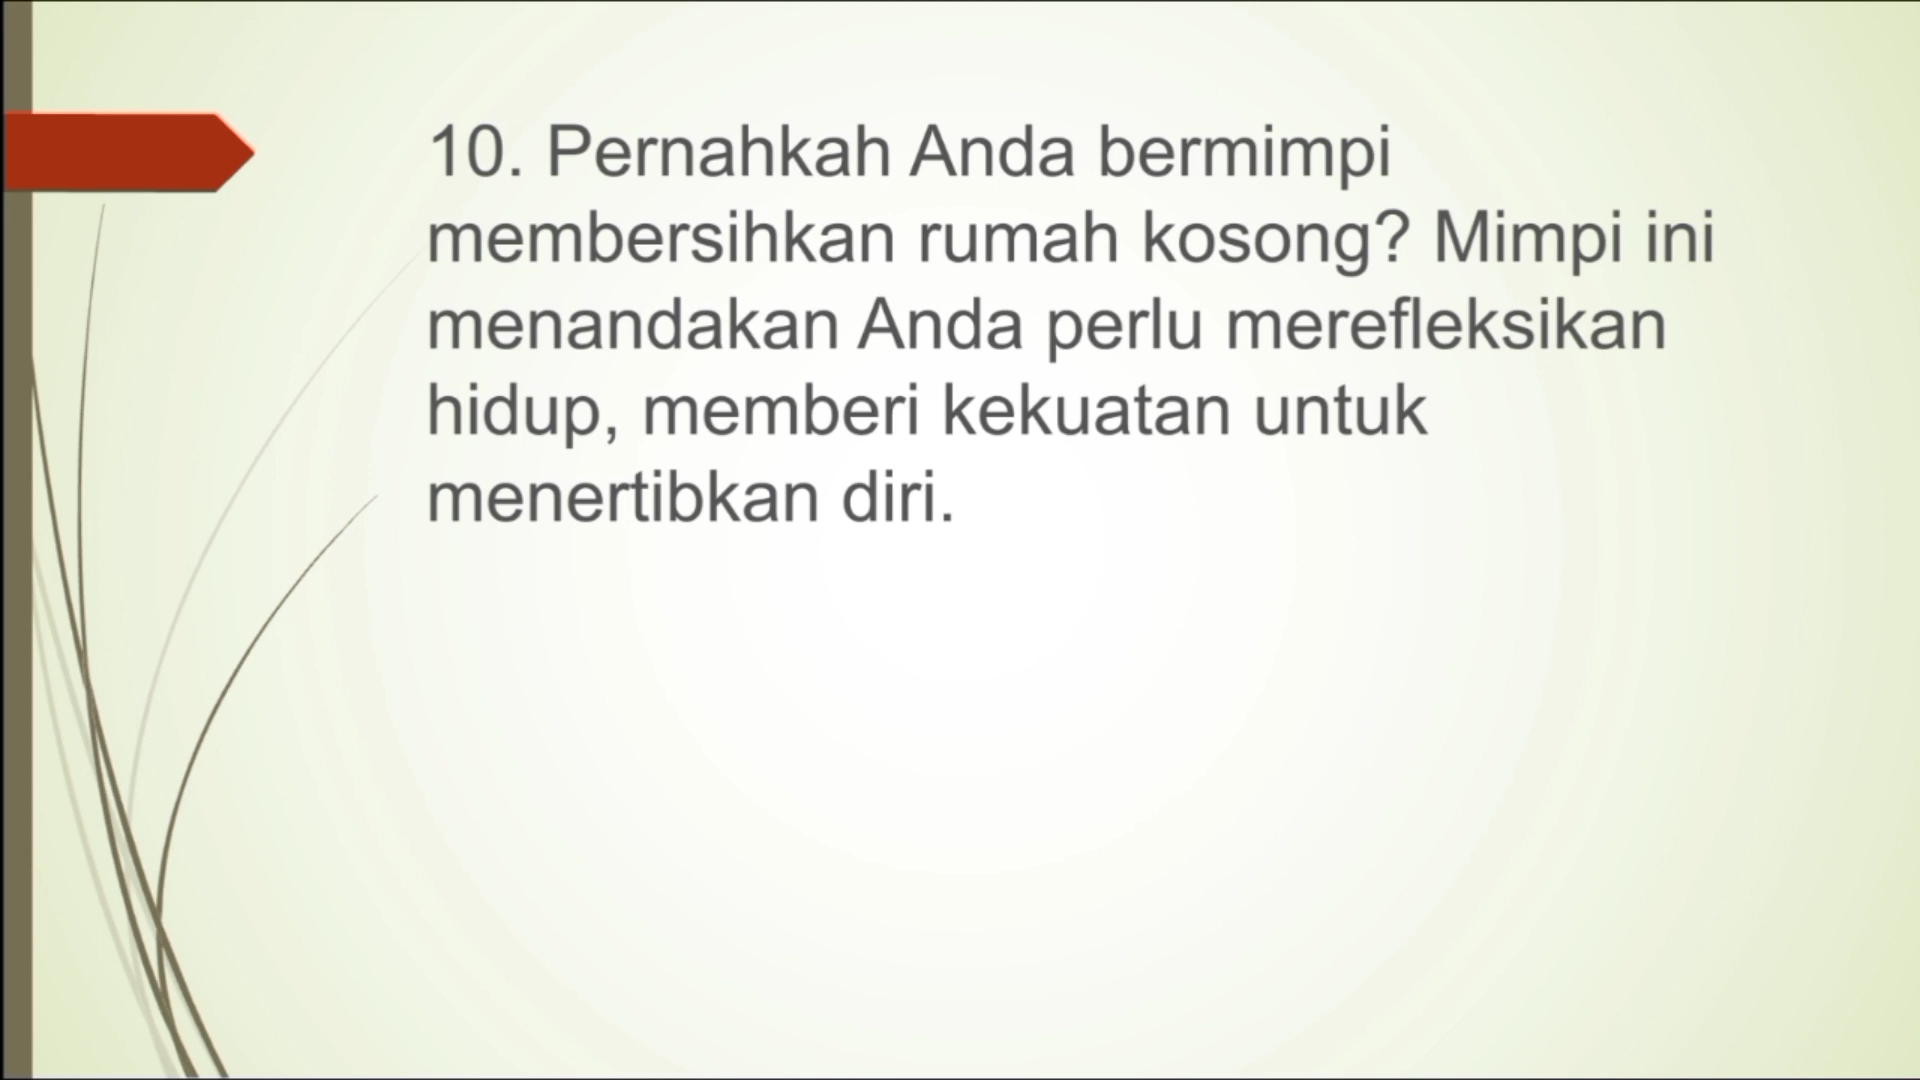 10. Pernahkah Anda bermimpi
membersihkan rumah kosong? Mimpi ini
menandakan Anda perlu merefleksikan
hidup, memberi kekuatan untuk
menertibkan diri.